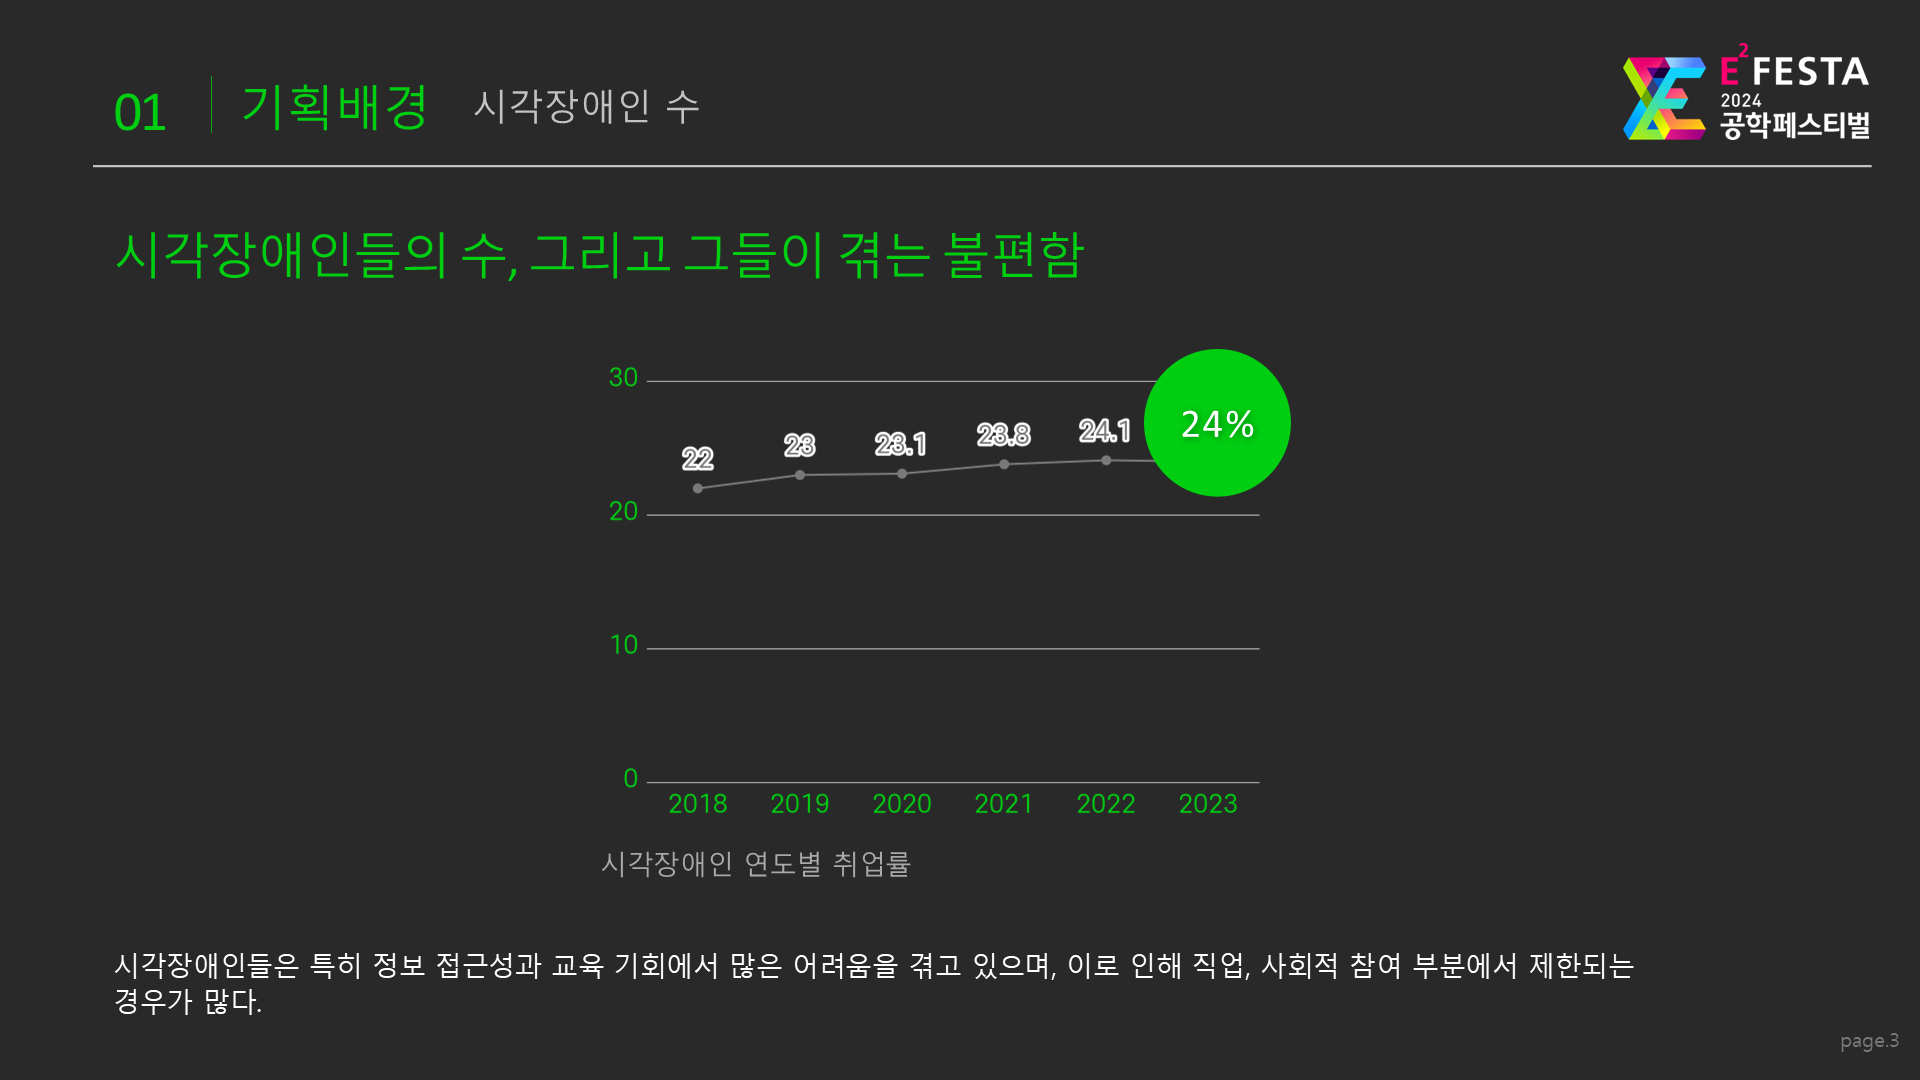 01
기획배경
시각장애인 수
E²FESTA
2024
공학페스티벌
시각장애인들의 수, 그리고 그들이 겪는 불편함
30
24%
22
23
23.1
23.8
24.1
20
10
0
2018 2019 2020 2021 2022 2023
시각장애인 연도별 취업률
시각장애인들은 특히 정보 접근성과 교육 기회에서 많은 어려움을 겪고 있으며, 이로 인해 직업, 사회적 참여 부분에서 제한되는
경우가 많다.
page.3